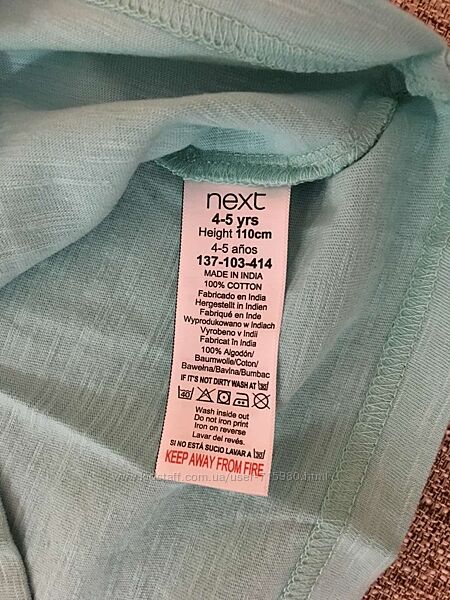 next
4-5 yrs
Height 110cm
4-5 años
137-103-414
MADE IN INDIA
100% COTTON
Fabricado en India
Hergestellt in Indien
Fabriqué en Inde
Wyprodukowano w Indiach
Vyrobeno v Indii
Fabricat în India
100% Algodón/
Baumwolle/Coton/
Bawełna/Bavlna/Bumbac
IF IT'S NOT DIRTY WASH AT 30
40
Wash inside out
Do not iron print
Iron on reverse
Lavar del revés.
SI NO ESTÁ SUCIO LAVAR A 30
KEEP AWAY FROM FIRE